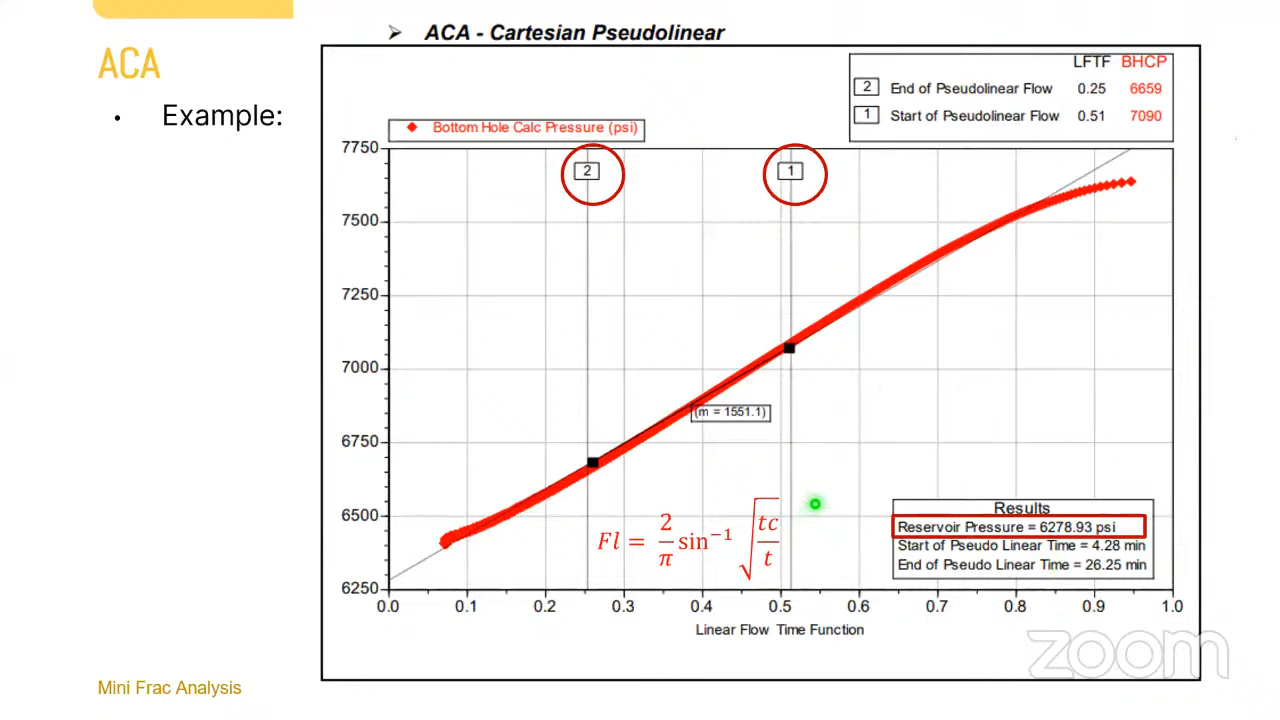 ➤ ACA - Cartesian Pseudolinear
ACA
• Example:
LFTF BHCP
2 End of Pseudolinear Flow 0.25 6659
1 Start of Pseudolinear Flow 0.51 7090
Bottom Hole Calc Pressure (psi)
7750
2 1
7500
7250
7000
(m = 1551.1)
6750
6500
Fl = 2/π sin⁻¹ √(tc/t)
Results
Reservoir Pressure = 6278.93 psi
Start of Pseudo Linear Time = 4.28 min
End of Pseudo Linear Time = 26.25 min
6250
0.0 0.1 0.2 0.3 0.4 0.5 0.6 0.7 0.8 0.9 1.0
Linear Flow Time Function
zoom
Mini Frac Analysis